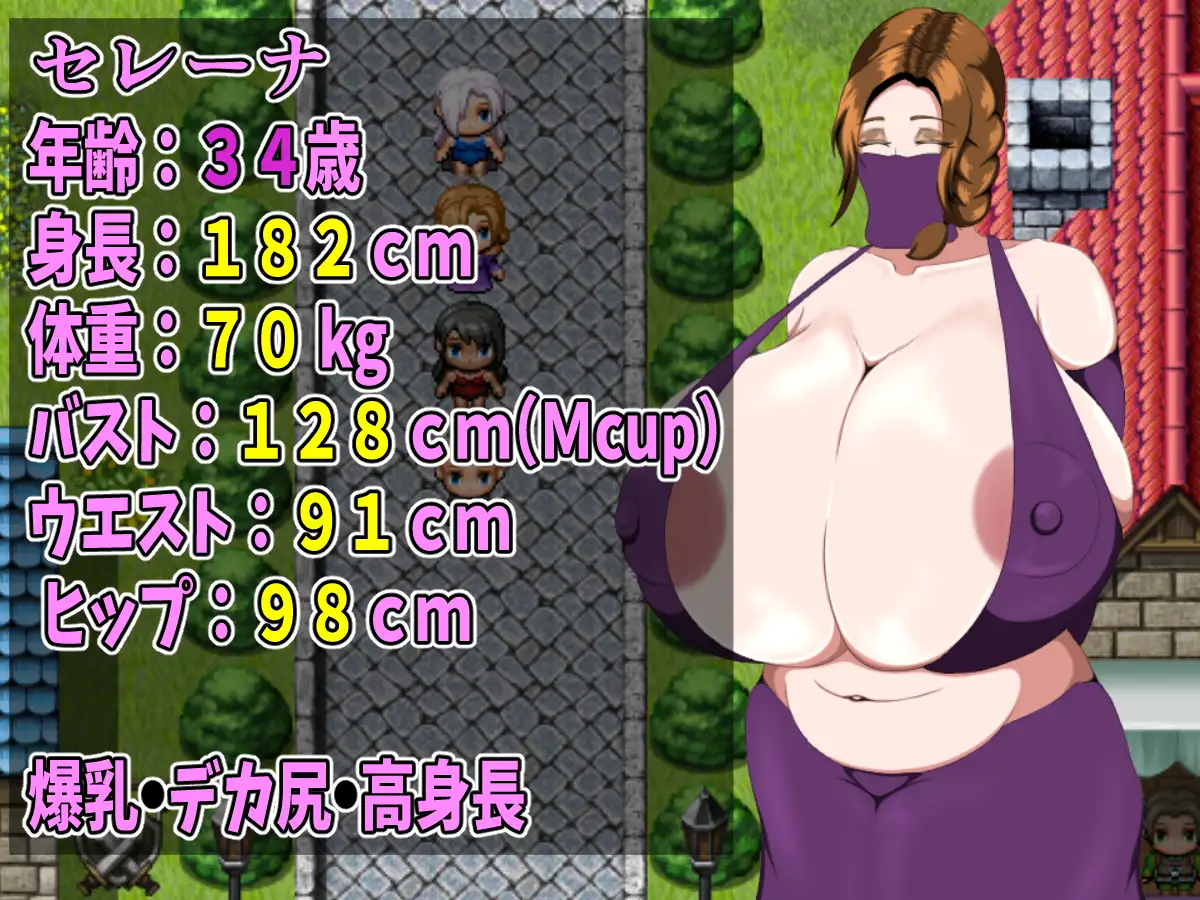 セレーナ
年齢：３４歳
身長：１８２ｃｍ
体重：７０kg
バスト：１２８ｃｍ(Mcup)
ウエスト：９１ｃｍ
ヒップ：９８ｃｍ
爆乳・デカ尻・高身長